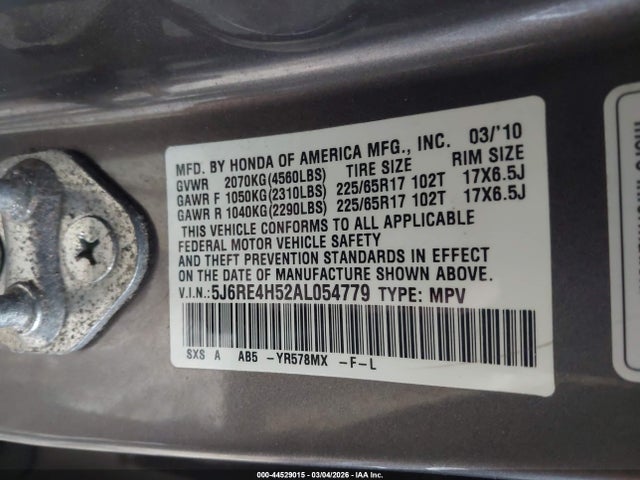 MFD. BY HONDA OF AMERICA MFG., INC. 03/'10
GVWR 2070KG(4560LBS) TIRE SIZE RIM SIZE
GAWR F 1050KG(2310LBS) 225/65R17 102T 17X6.5J
GAWR R 1040KG(2290LBS) 225/65R17 102T 17X6.5J
THIS VEHICLE CONFORMS TO ALL APPLICABLE
FEDERAL MOTOR VEHICLE SAFETY
AND THEFT PREVENTION STANDARDS IN EFFECT
ON THE DATE OF MANUFACTURE SHOWN ABOVE.
V.I.N.: 5J6RE4H52AL054779 TYPE: MPV
SXS A AB5 -YR578MX -F-L
000-44529015 - 03/04/2026 - IAA Inc.